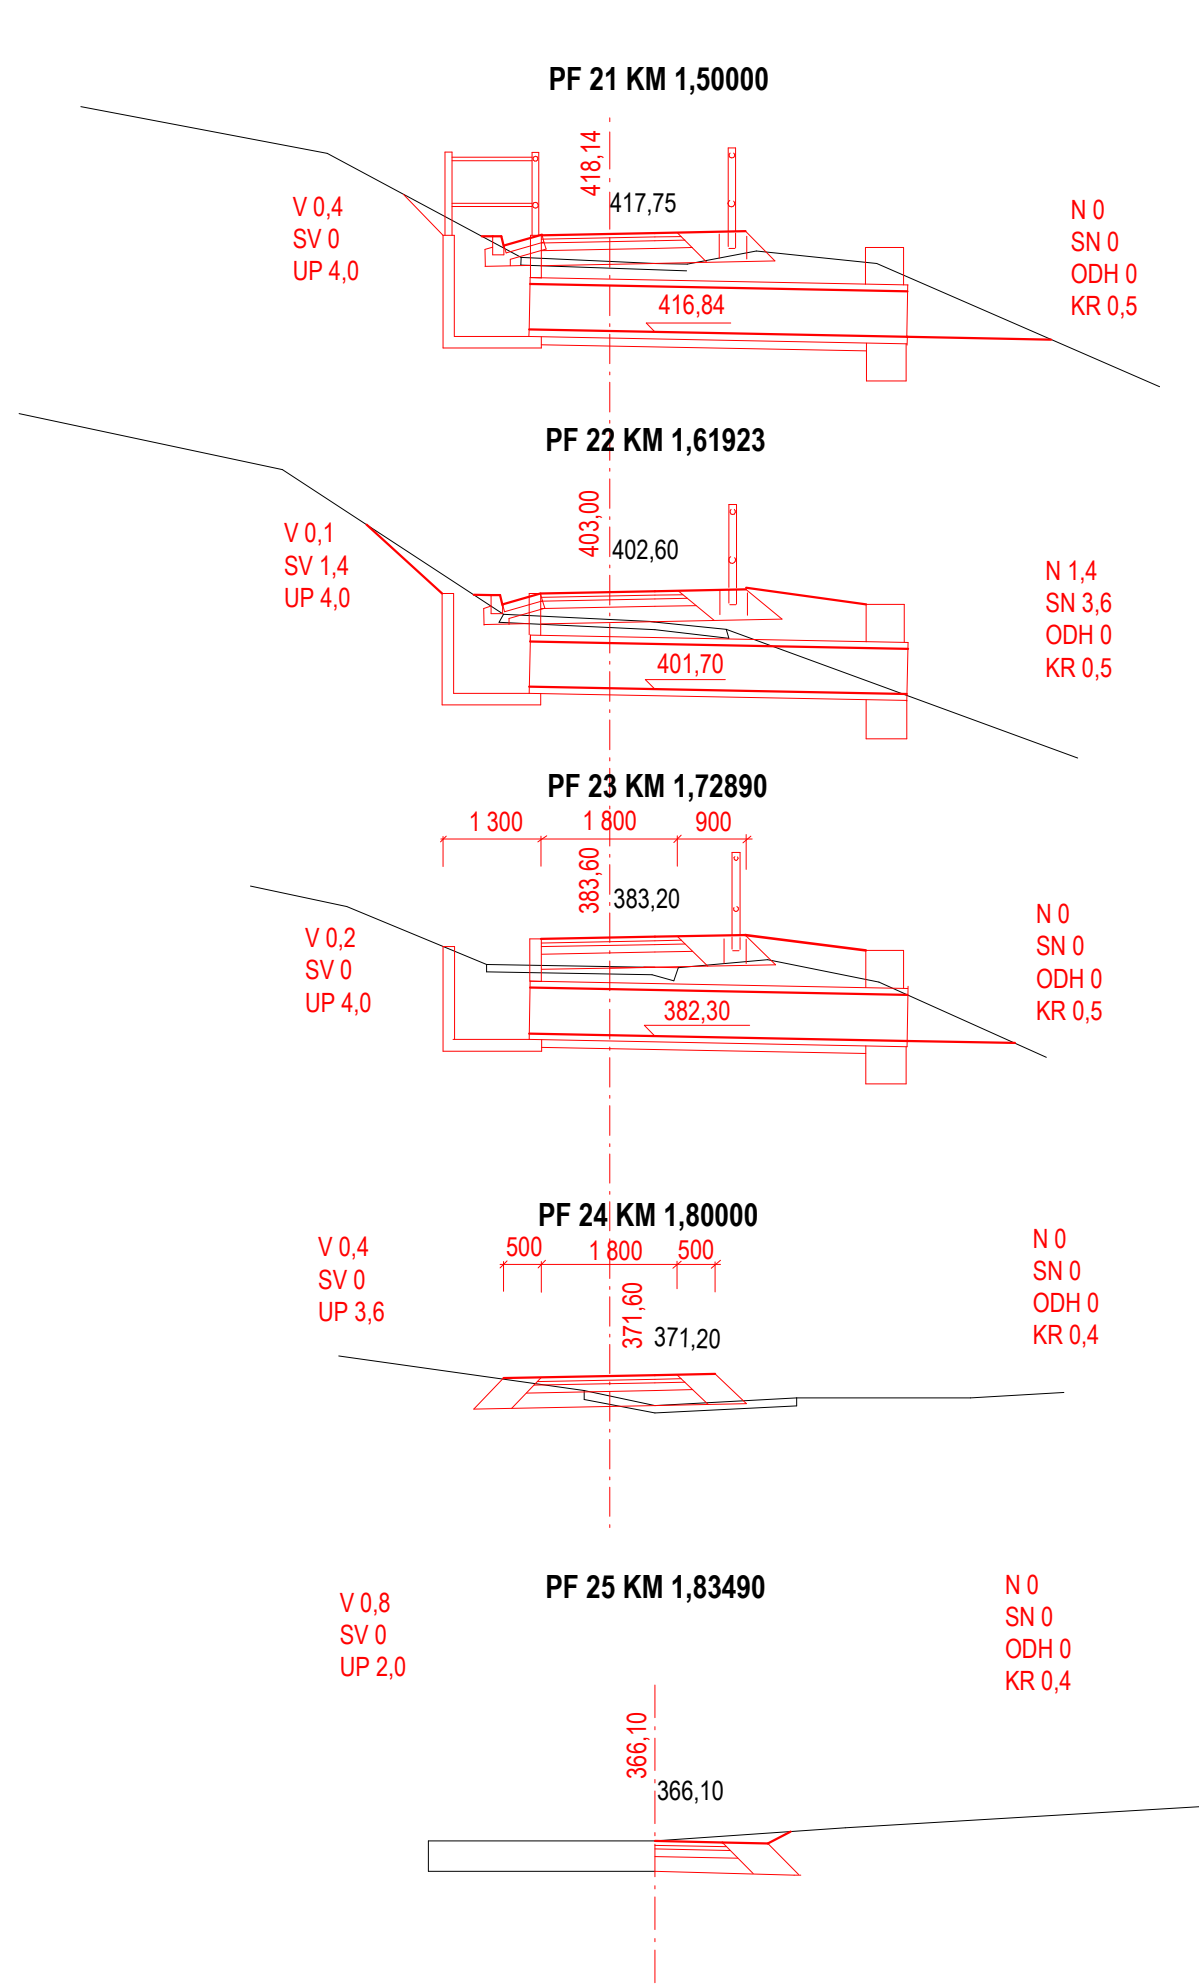 PF 21 KM 1,50000
418,14
417,75
V 0,4
SV 0
UP 4,0
N 0
SN 0
ODH 0
KR 0,5
416,84
PF 22 KM 1,61923
403,00
402,60
V 0,1
SV 1,4
UP 4,0
N 1,4
SN 3,6
ODH 0
KR 0,5
401,70
PF 23 KM 1,72890
1 300
1 800
900
383,60
383,20
V 0,2
SV 0
UP 4,0
N 0
SN 0
ODH 0
KR 0,5
382,30
PF 24 KM 1,80000
500
1 800
500
371,60
371,20
V 0,4
SV 0
UP 3,6
N 0
SN 0
ODH 0
KR 0,4
PF 25 KM 1,83490
V 0,8
SV 0
UP 2,0
N 0
SN 0
ODH 0
KR 0,4
366,10
366,10